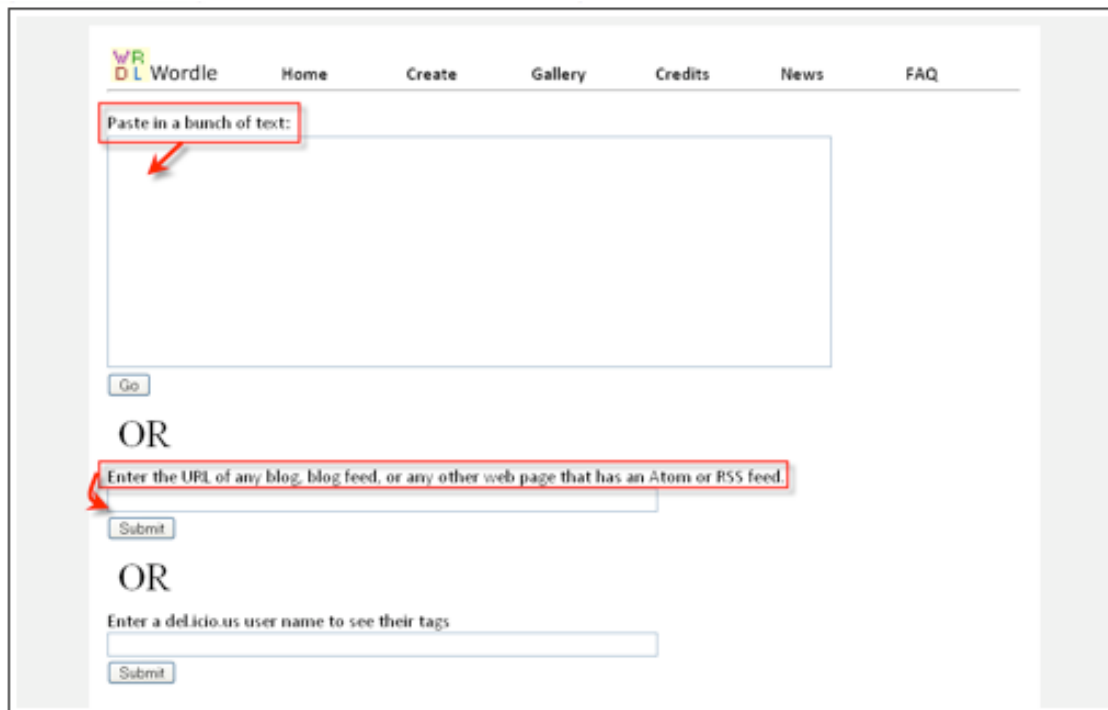 WR
DL Wordle Home Create Gallery Credits News FAQ
Paste in a bunch of text:
Go
OR
Enter the URL of any blog, blog feed, or any other web page that has an Atom or RSS feed.
Submit
OR
Enter a del.icio.us user name to see their tags
Submit